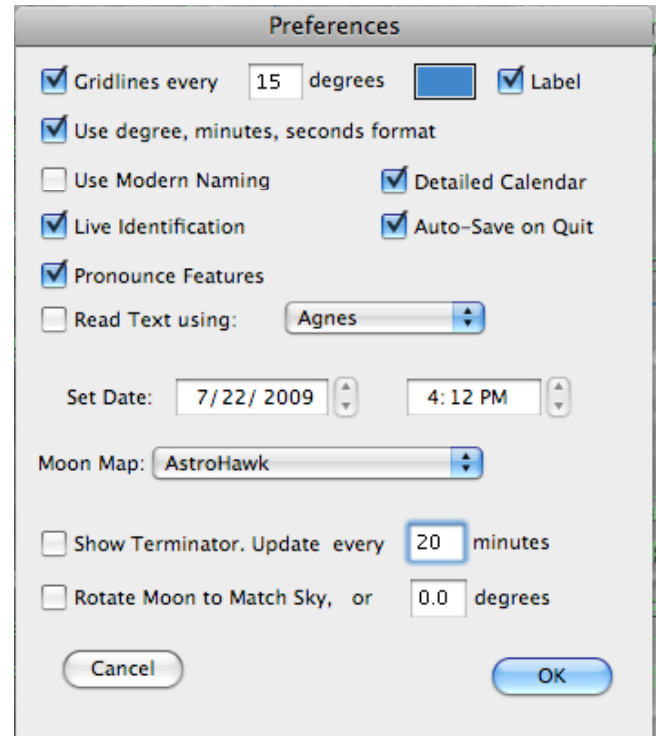 Preferences
Gridlines every 15 degrees Label
Use degree, minutes, seconds format
Use Modern Naming Detailed Calendar
Live Identification Auto-Save on Quit
Pronounce Features
Read Text using: Agnes
Set Date: 7/22/ 2009 4:12 PM
Moon Map: AstroHawk
Show Terminator. Update every 20 minutes
Rotate Moon to Match Sky, or 0.0 degrees
Cancel OK